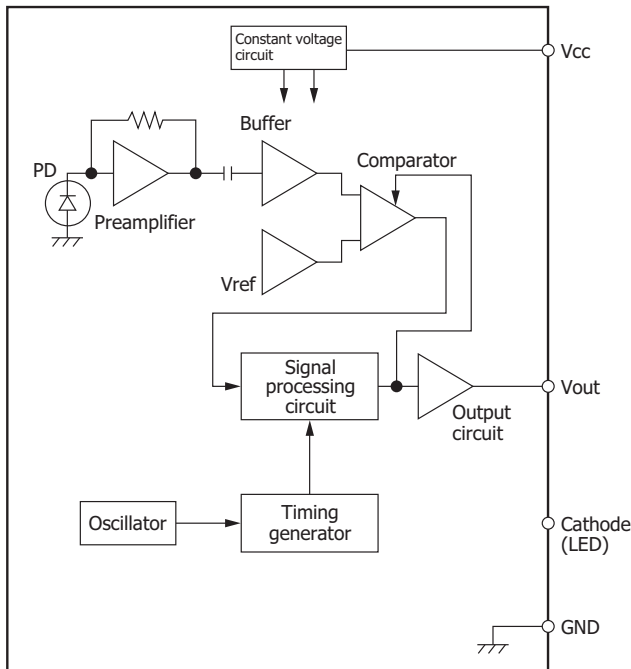 Constant voltage
circuit
Vcc
Buffer
Comparator
PD
Preamplifier
Vref
Signal
processing
circuit
Vout
Output
circuit
Oscillator
Timing
generator
Cathode
(LED)
GND